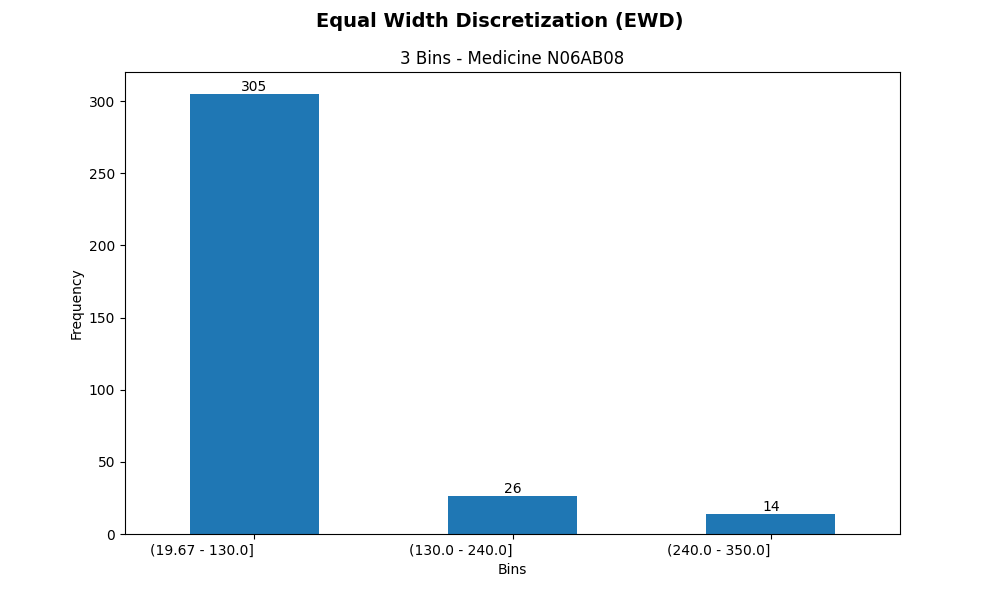 Equal Width Discretization (EWD)
3 Bins - Medicine N06AB08
305
300
250
200
150
100
50
0
Frequency
26
14
(19.67 - 130.0]
(130.0 - 240.0]
(240.0 - 350.0]
Bins